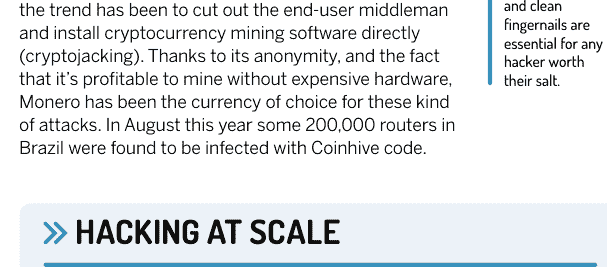 the trend has been to cut out the end-user middleman
and install cryptocurrency mining software directly
(cryptojacking). Thanks to its anonymity, and the fact
that it's profitable to mine without expensive hardware,
Monero has been the currency of choice for these kind
of attacks. In August this year some 200,000 routers in
Brazil were found to be infected with Coinhive code.
and clean
fingernails are
essential for any
hacker worth
their salt.
HACKING AT SCALE